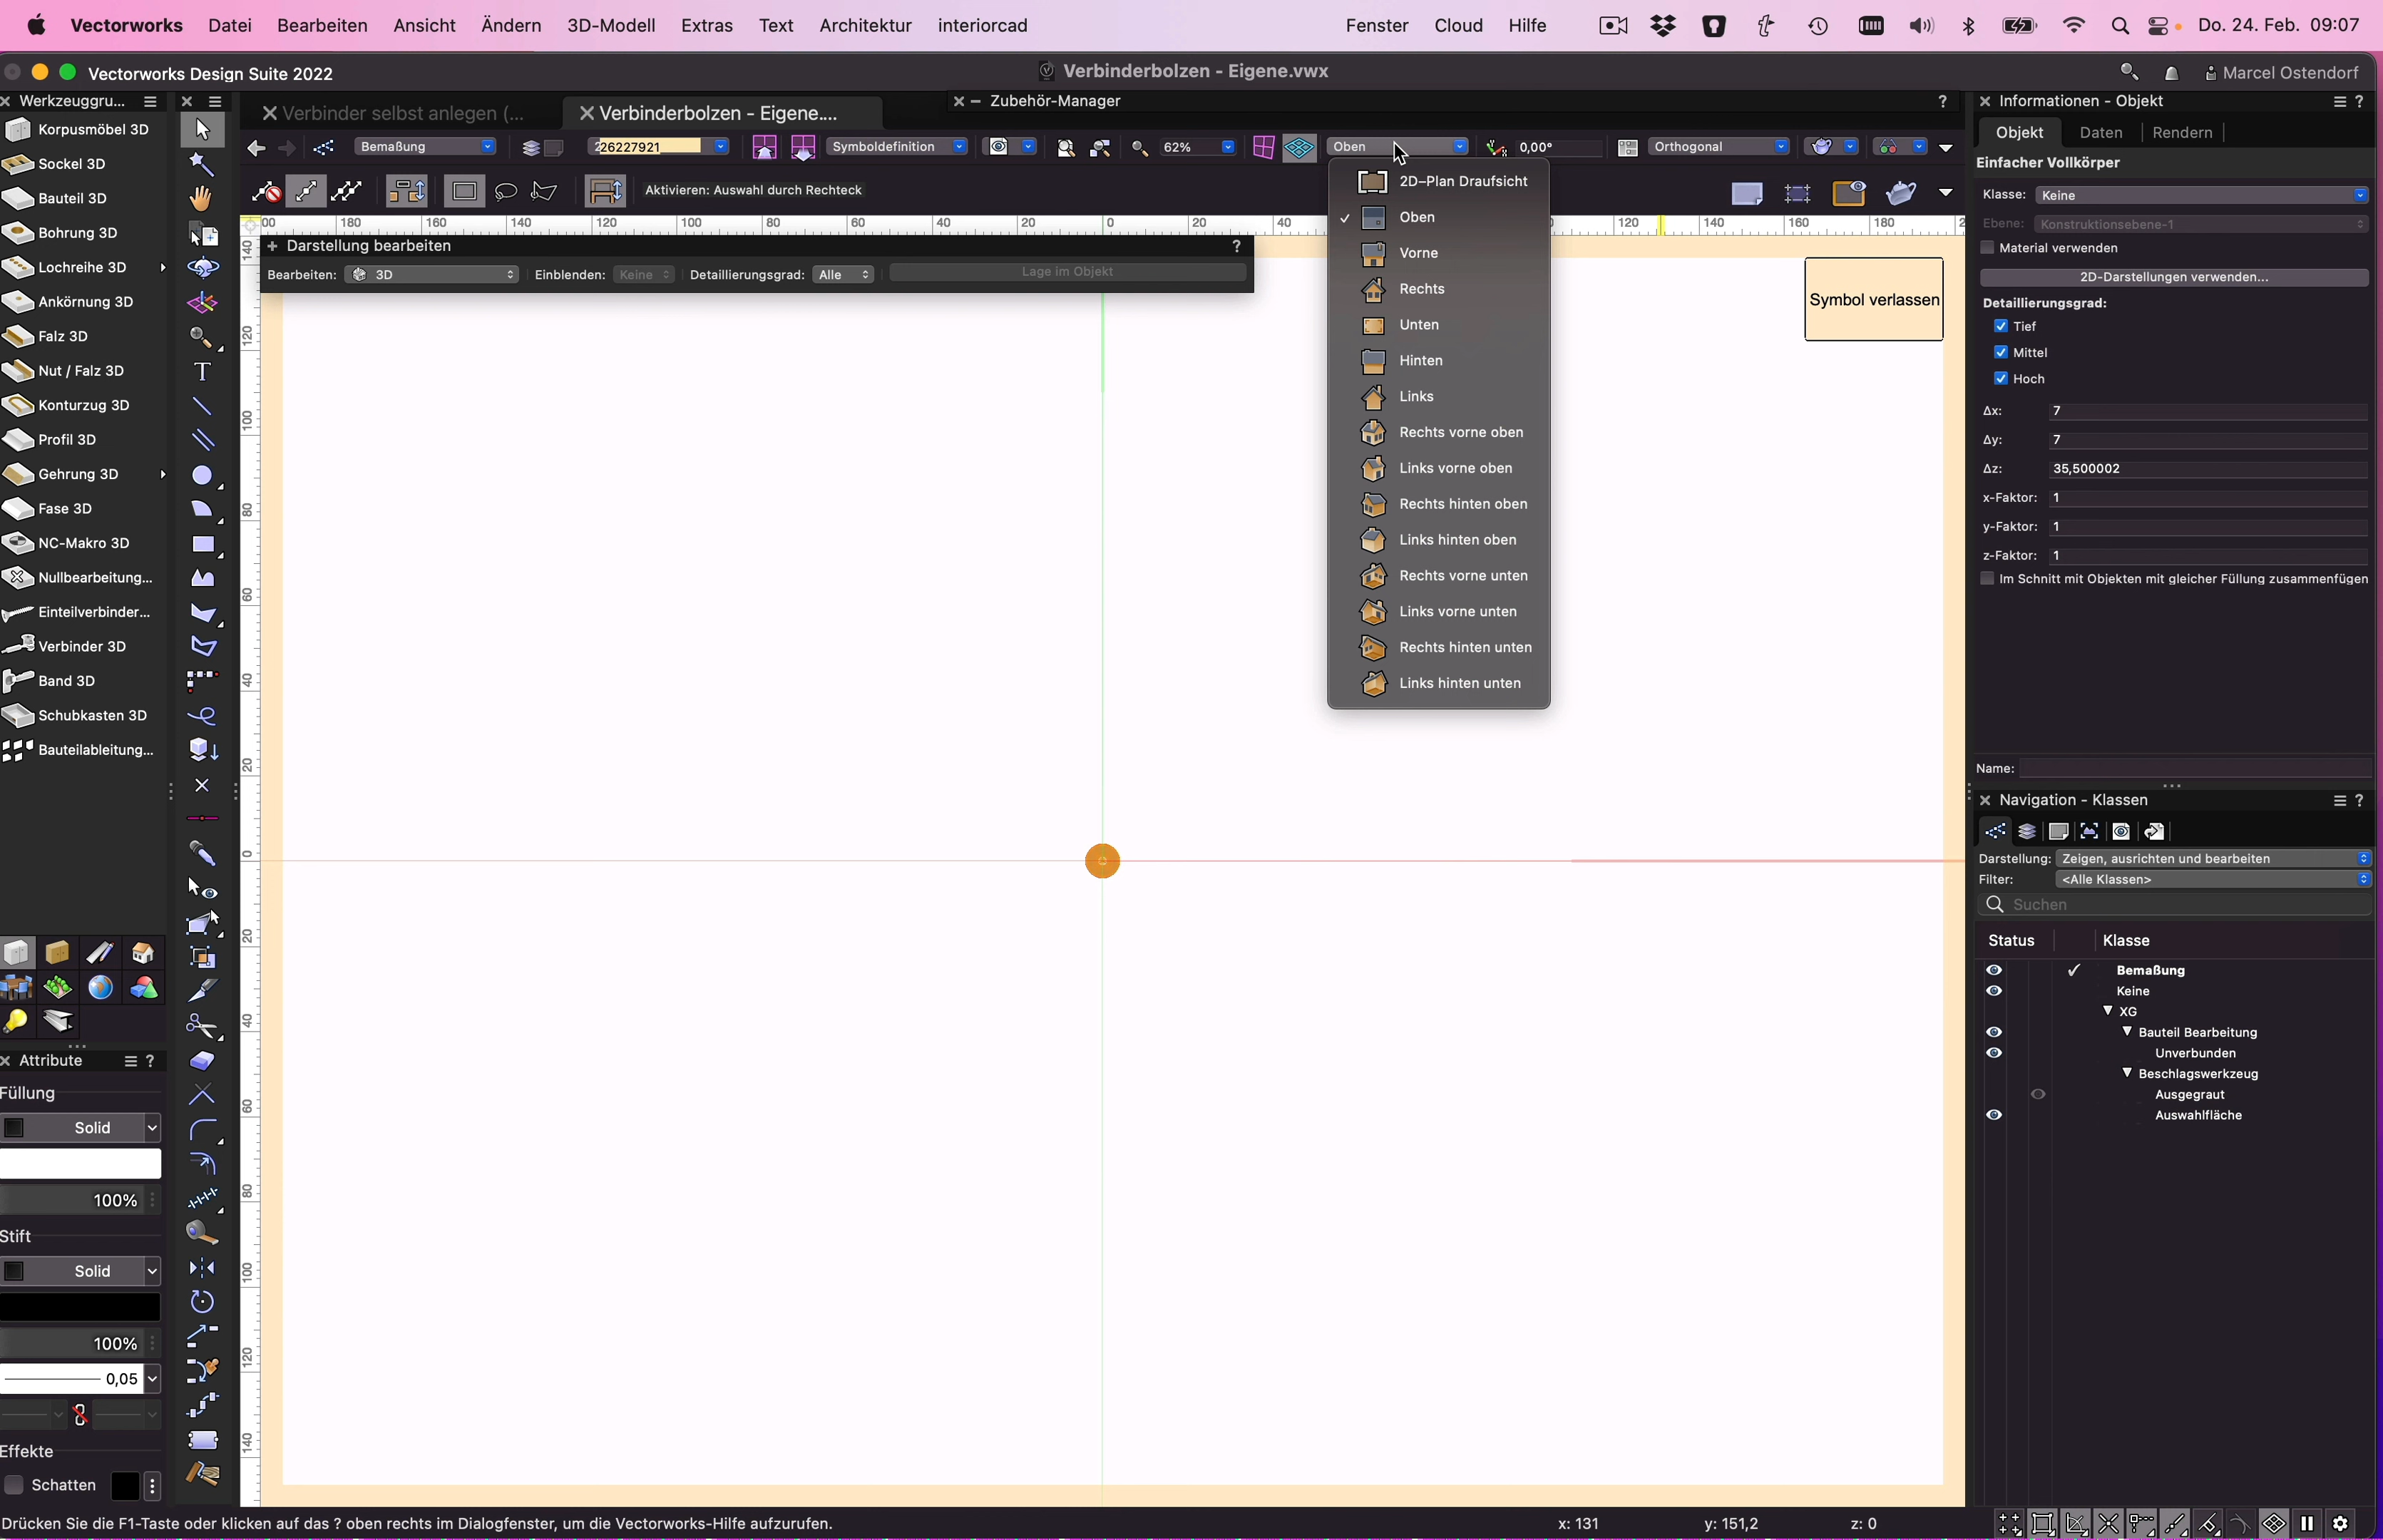 Vectorworks Datei Bearbeiten Ansicht Ändern 3D-Modell Extras Text Architektur interiorcad Fenster Cloud Hilfe Do. 24. Feb. 09:07
Vectorworks Design Suite 2022
Verbinderbolzen - Eigene.vwx
Marcel Ostendorf
Werkzeuggru...
Verbinder selbst anlegen (...
Verbinderbolzen - Eigene....
Zubehör-Manager
?
Informationen - Objekt
?
Bemaßung
226227921
Symboldefinition
62%
Oben
0,00°
Orthogonal
Aktivieren: Auswahl durch Rechteck
Darstellung bearbeiten
?
Bearbeiten: 3D Einblenden: Keine Detaillierungsgrad: Alle Lage im Objekt
Symbol verlassen
2D-Plan Draufsicht
Oben
Vorne
Rechts
Unten
Hinten
Links
Rechts vorne oben
Links vorne oben
Rechts hinten oben
Links hinten oben
Rechts vorne unten
Links vorne unten
Rechts hinten unten
Links hinten unten
Korpusmöbel 3D
Sockel 3D
Bauteil 3D
Bohrung 3D
Lochreihe 3D
Ankörnung 3D
Falz 3D
Nut / Falz 3D
Konturzug 3D
Profil 3D
Gehrung 3D
Fase 3D
NC-Makro 3D
Nullbearbeitung...
Einteilverbinder...
Verbinder 3D
Band 3D
Schubkasten 3D
Bauteilableitung...
Attribute
?
Füllung
Solid
100%
Stift
Solid
100%
0,05
Effekte
Schatten
Objekt Daten Rendern
Einfacher Vollkörper
Klasse: Keine
Ebene: Konstruktionsebene-1
Material verwenden
2D-Darstellungen verwenden...
Detaillierungsgrad:
Tief
Mittel
Hoch
Δx: 7
Δy: 7
Δz: 35,500002
x-Faktor: 1
y-Faktor: 1
z-Faktor: 1
Im Schnitt mit Objekten mit gleicher Füllung zusammenfügen
Name:
Navigation - Klassen
?
Darstellung: Zeigen, ausrichten und bearbeiten
Filter: <Alle Klassen>
Suchen
Status Klasse
Bemaßung
Keine
XG
Bauteil Bearbeitung
Unverbunden
Beschlagswerkzeug
Ausgegraut
Auswahlfläche
Drücken Sie die F1-Taste oder klicken auf das ? oben rechts im Dialogfenster, um die Vectorworks-Hilfe aufzurufen.
x: 131 y: 151,2 z: 0